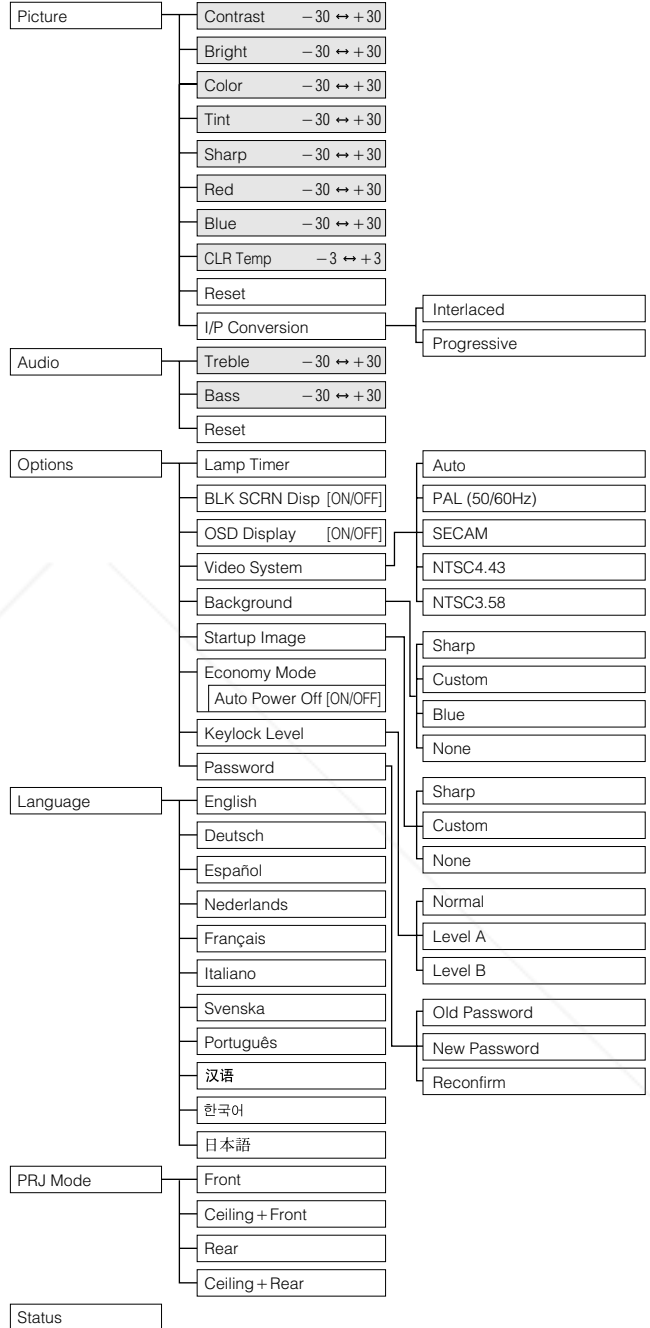 Picture
Contrast −30 ↔ +30
Bright −30 ↔ +30
Color −30 ↔ +30
Tint −30 ↔ +30
Sharp −30 ↔ +30
Red −30 ↔ +30
Blue −30 ↔ +30
CLR Temp −3 ↔ +3
Reset
I/P Conversion
Interlaced
Progressive
Audio
Treble −30 ↔ +30
Bass −30 ↔ +30
Reset
Options
Lamp Timer
BLK SCRN Disp [ON/OFF]
OSD Display [ON/OFF]
Video System
Background
Startup Image
Economy Mode
Auto Power Off [ON/OFF]
Keylock Level
Password
Auto
PAL (50/60Hz)
SECAM
NTSC4.43
NTSC3.58
Sharp
Custom
Blue
None
Sharp
Custom
None
Normal
Level A
Level B
Old Password
New Password
Reconfirm
Language
English
Deutsch
Español
Nederlands
Français
Italiano
Svenska
Português
汉语
한국어
日本語
PRJ Mode
Front
Ceiling+Front
Rear
Ceiling+Rear
Status